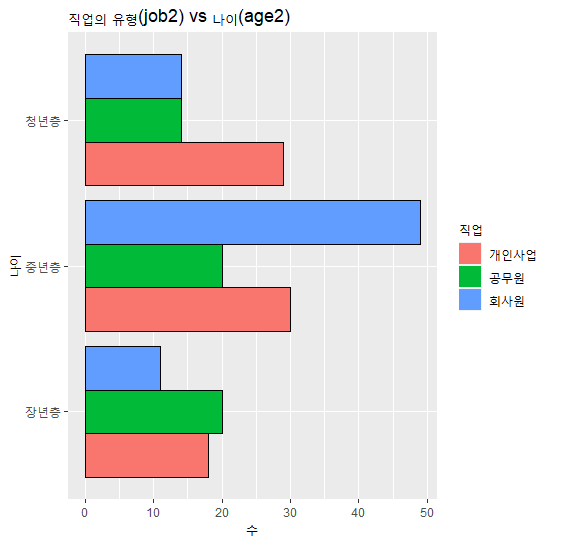 직업의 유형(job2) vs 나이(age2)
청년층
중년층
장년층
나이
0 10 20 30 40 50
수
직업
개인사업
공무원
회사원